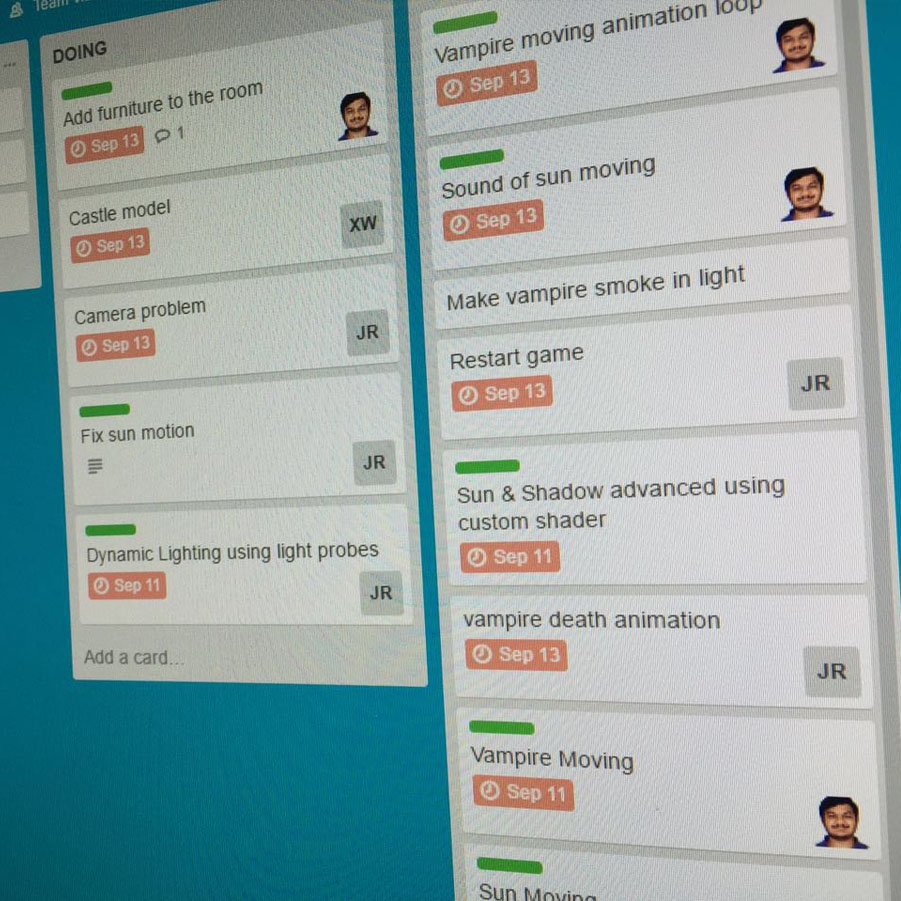 Team
...
DOING
Add furniture to the room
Sep 13
1
Castle model
Sep 13
XW
Camera problem
Sep 13
JR
Fix sun motion
JR
Dynamic Lighting using light probes
Sep 11
JR
Add a card...
Vampire moving animation loop
Sep 13
Sound of sun moving
Sep 13
Make vampire smoke in light
Restart game
Sep 13
JR
Sun & Shadow advanced using
custom shader
Sep 11
vampire death animation
Sep 13
JR
Vampire Moving
Sep 11
Sun Moving